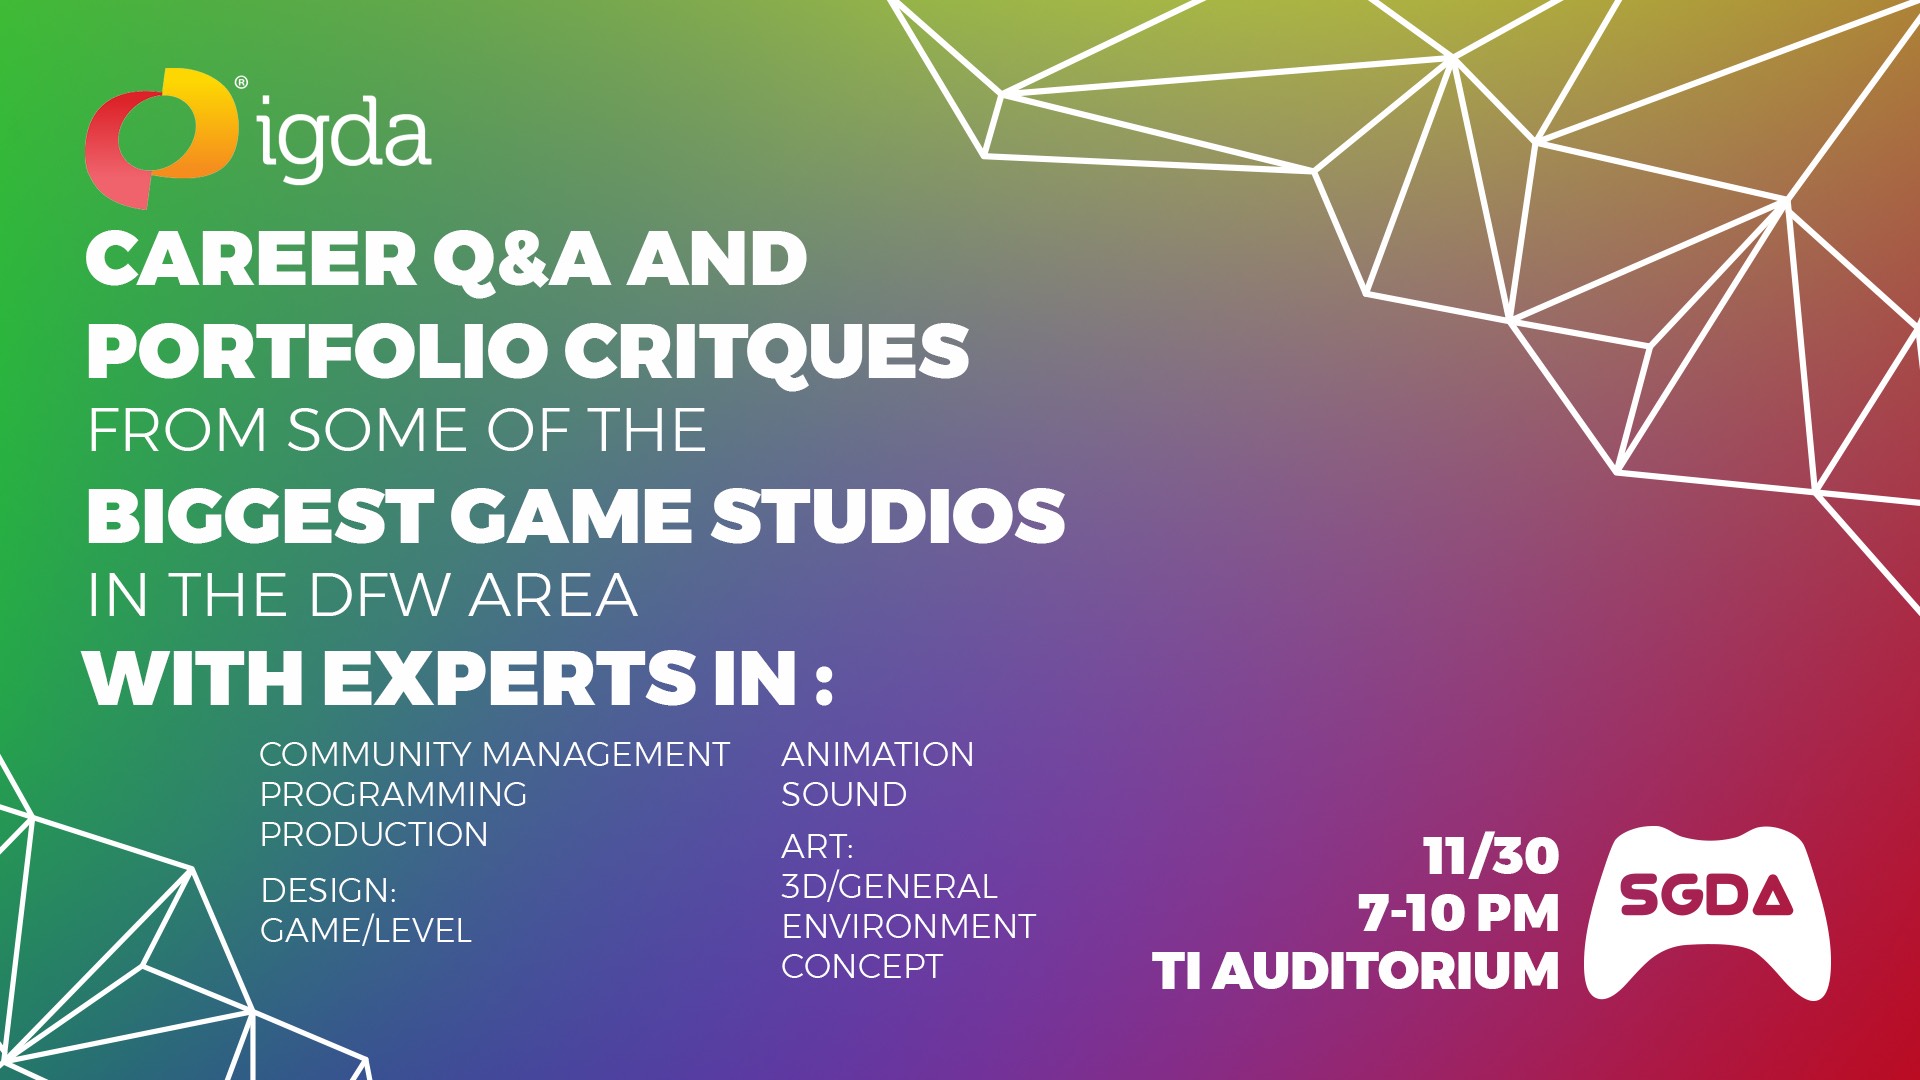 ® igda
CAREER Q&A AND
PORTFOLIO CRITQUES
FROM SOME OF THE
BIGGEST GAME STUDIOS
IN THE DFW AREA
WITH EXPERTS IN :
COMMUNITY MANAGEMENT
PROGRAMMING
PRODUCTION
DESIGN:
GAME/LEVEL
ANIMATION
SOUND
ART:
3D/GENERAL
ENVIRONMENT
CONCEPT
11/30
7-10 PM
TI AUDITORIUM
SGDA